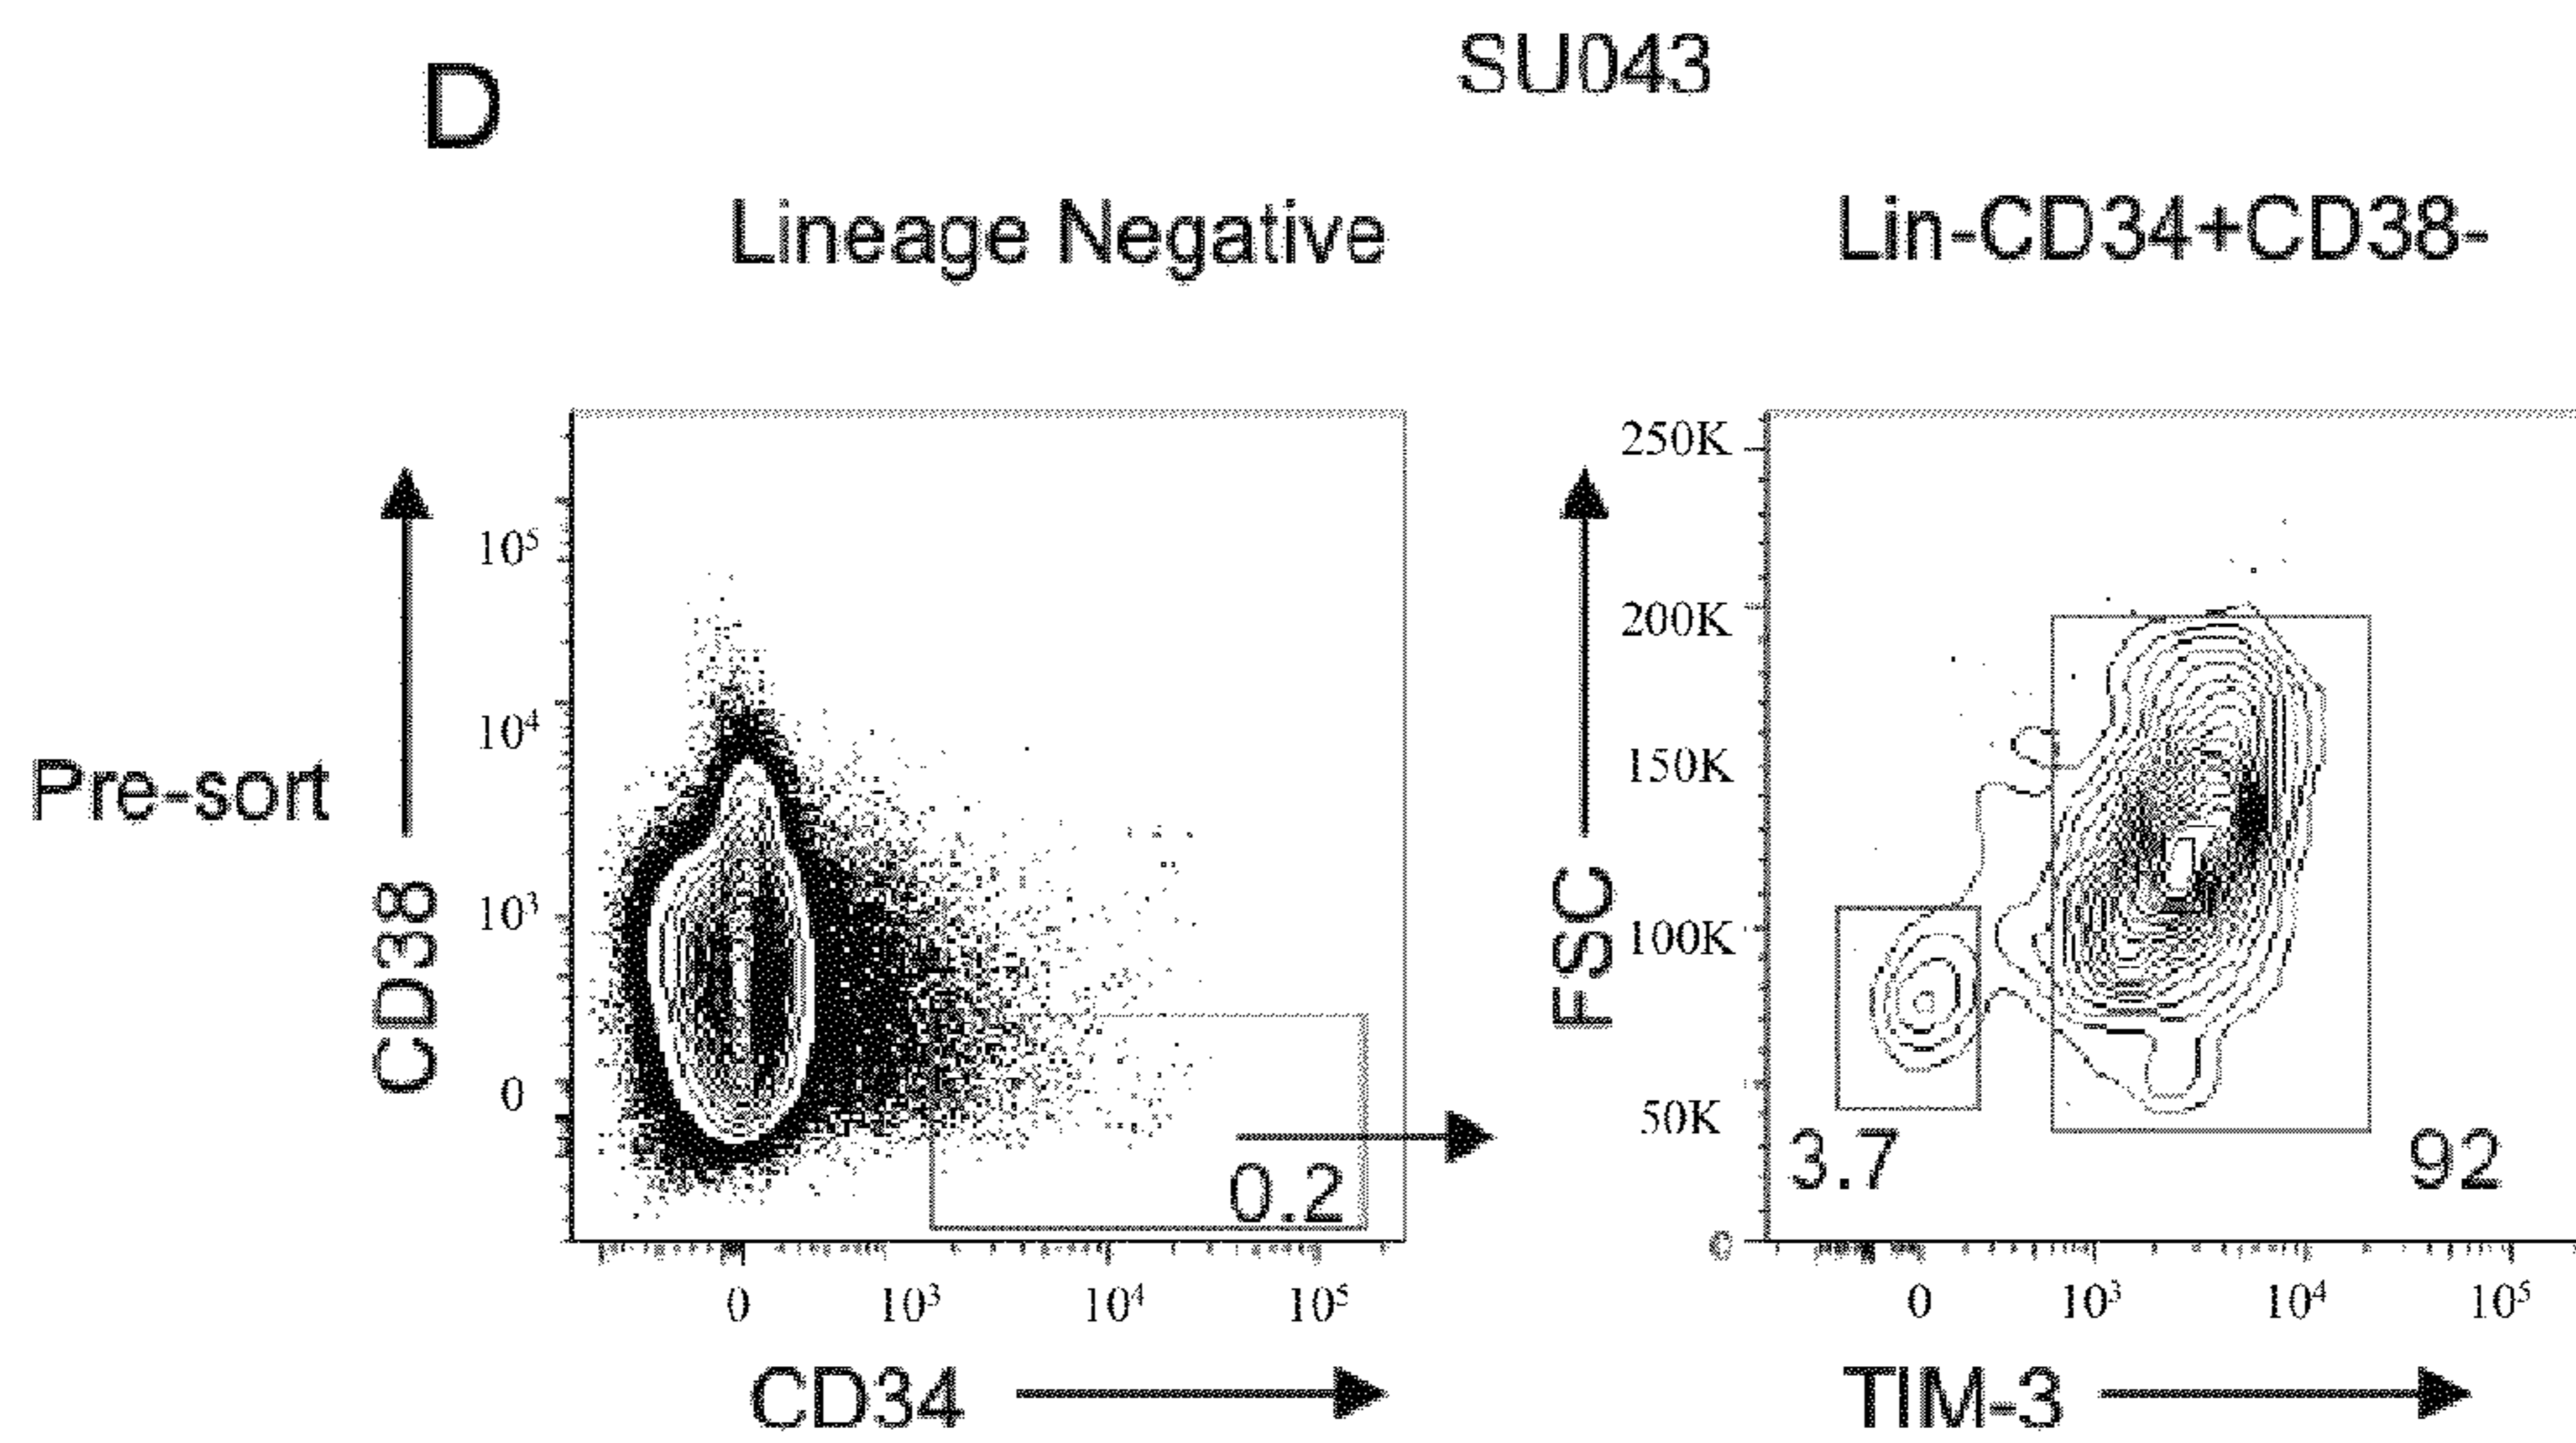 D
SU043
Lineage Negative
Lin-CD34+CD38-
Pre-sort
CD38
10⁵
10⁴
10³
0
0.2
0 10³ 10⁴ 10⁵
CD34
FSC
250K
200K
150K
100K
50K
0
3.7
92
0 10³ 10⁴ 10⁵
TIM-3